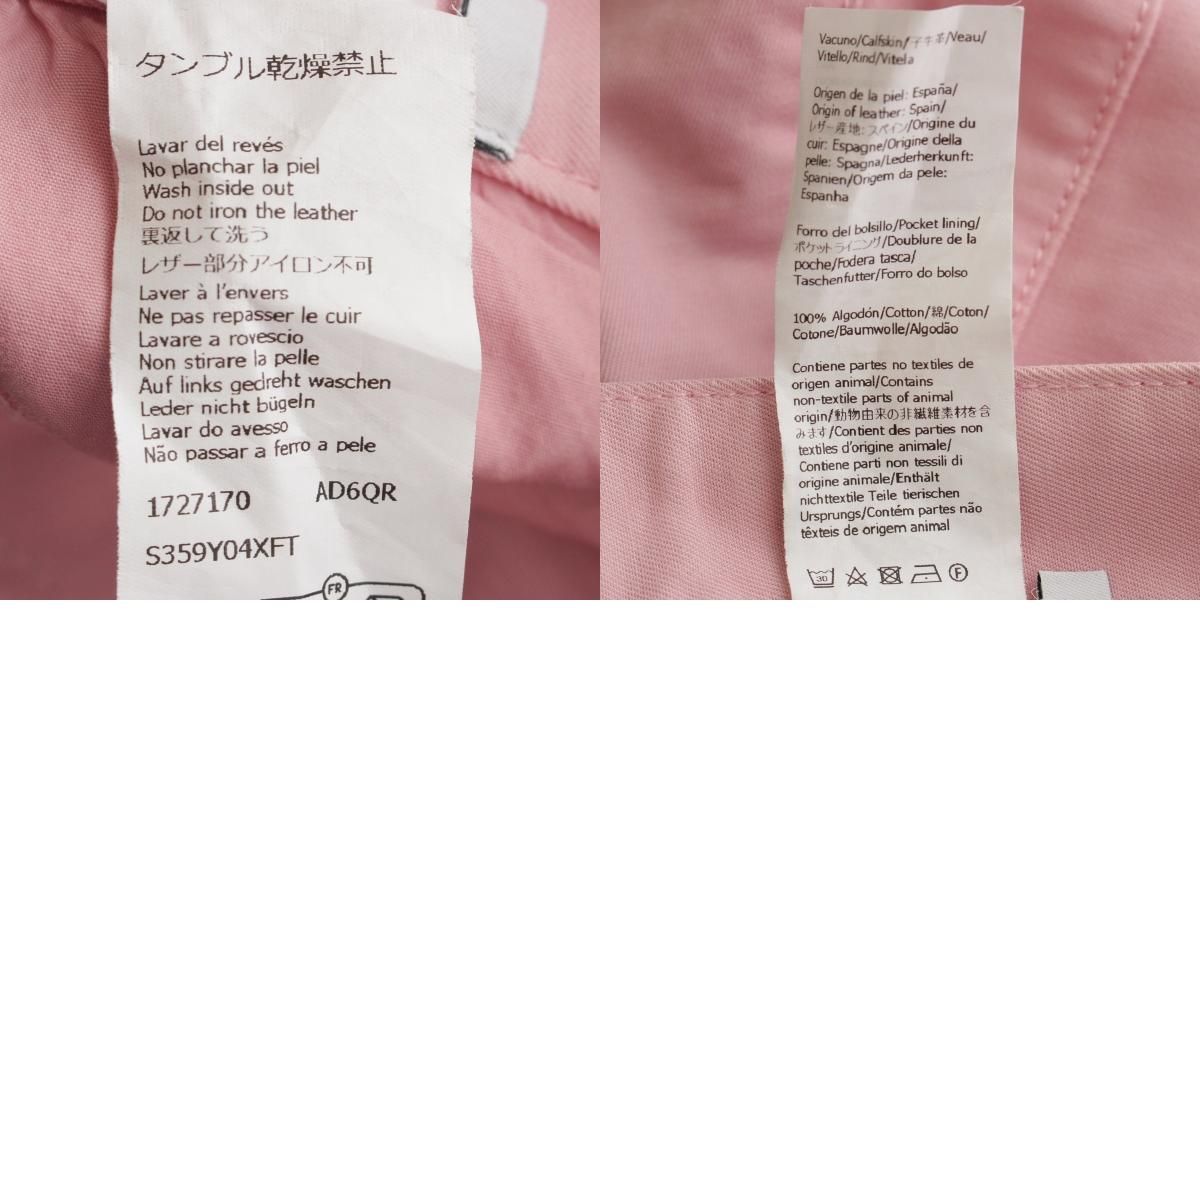 タンブル乾燥禁止
Lavar del revés
No planchar la piel
Wash inside out
Do not iron the leather
裏返して洗う
レザー部分アイロン不可
Laver à l'envers
Ne pas repasser le cuir
Lavare a rovescio
Non stirare la pelle
Auf links gedreht waschen
Leder nicht bügeln
Lavar do avesso
Não passar a ferro a pele
1727170 AD6QR
S359Y04XFT
FR
Vacuno/Calfskin/子牛革/Veau/
Vitello/Rind/Vitela
Origen de la piel: España/
Origin of leather: Spain/
レザー産地: スペイン/Origine du
cuir: Espagne/Origine della
pelle: Spagna/Lederherkunft:
Spanien/Origem da pele:
Espanha
Forro del bolsillo/Pocket lining/
ポケットライニング/Doublure de la
poche/Fodera tasca/
Taschenfutter/Forro do bolso
100% Algodón/Cotton/綿/Coton/
Cotone/Baumwolle/Algodão
Contiene partes no textiles de
origen animal/Contains
non-textile parts of animal
origin/動物由来の非繊維素材を含
みます/Contient des parties non
textiles d'origine animale/
Contiene parti non tessili di
origine animale/Enthält
nichttextile Teile tierischen
Ursprungs/Contém partes não
têxteis de origem animal
30 F